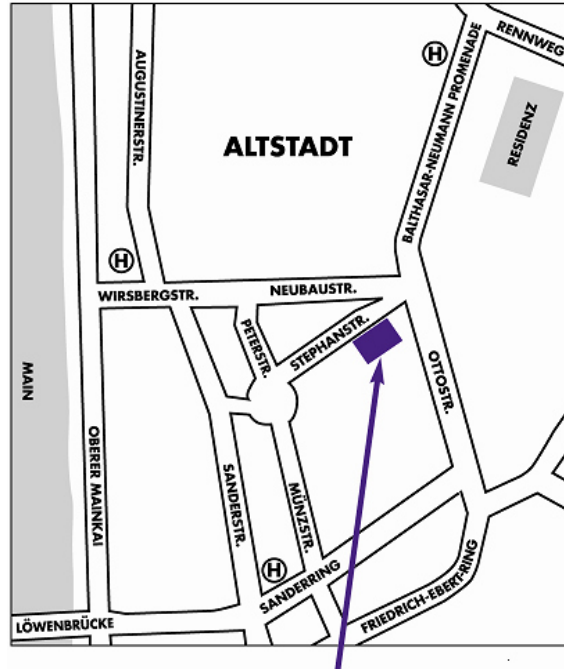 RENNWEG
H
BALTHASAR-NEUMANN PROMENADE
AUGUSTINERSTR.
RESIDENZ
ALTSTADT
H
WIRSBERGSTR.
NEUBAUSTR.
PETERSTR.
STEPHANSTR.
MAIN
OTTOSTR.
OBERER MAINKAI
SANDERSTR.
MÜNZSTR.
H
SANDERRING
FRIEDRICH-EBERT-RING
LÖWENBRÜCKE